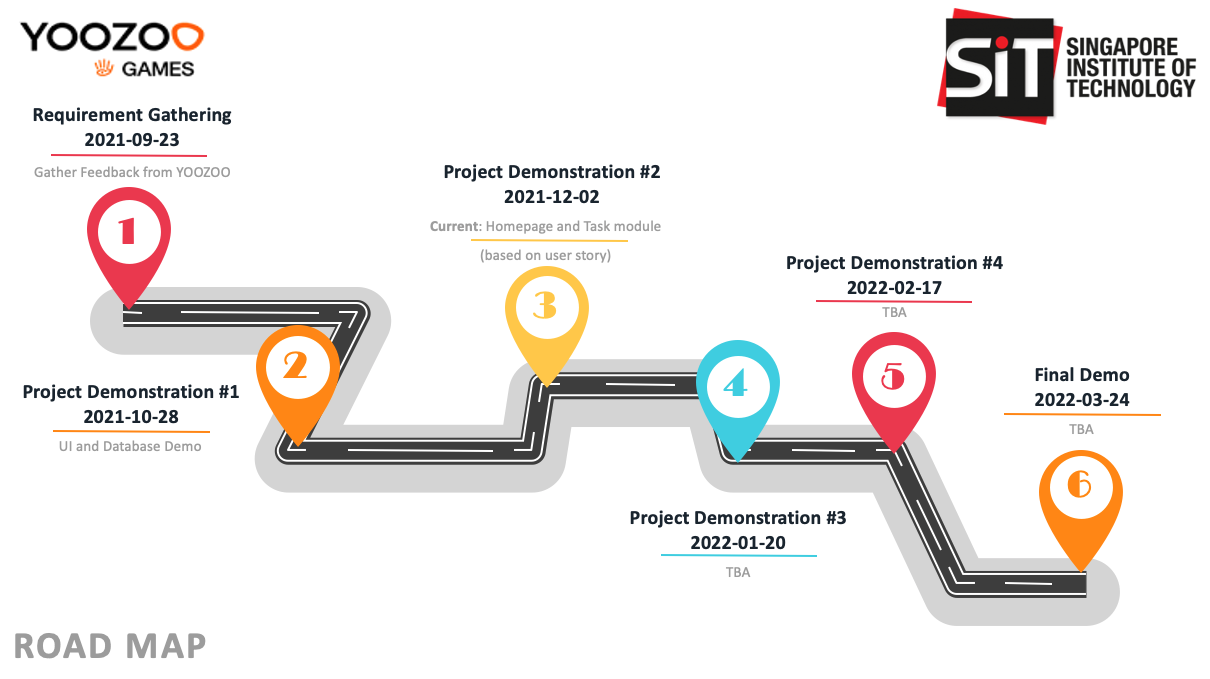 YOOZOO
GAMES
SiT
SINGAPORE
INSTITUTE OF
TECHNOLOGY
Requirement Gathering
2021-09-23
Gather Feedback from YOOZOO
1
Project Demonstration #1
2021-10-28
UI and Database Demo
2
Project Demonstration #2
2021-12-02
Current: Homepage and Task module
(based on user story)
3
Project Demonstration #3
2022-01-20
TBA
4
Project Demonstration #4
2022-02-17
TBA
5
Final Demo
2022-03-24
TBA
6
ROAD MAP